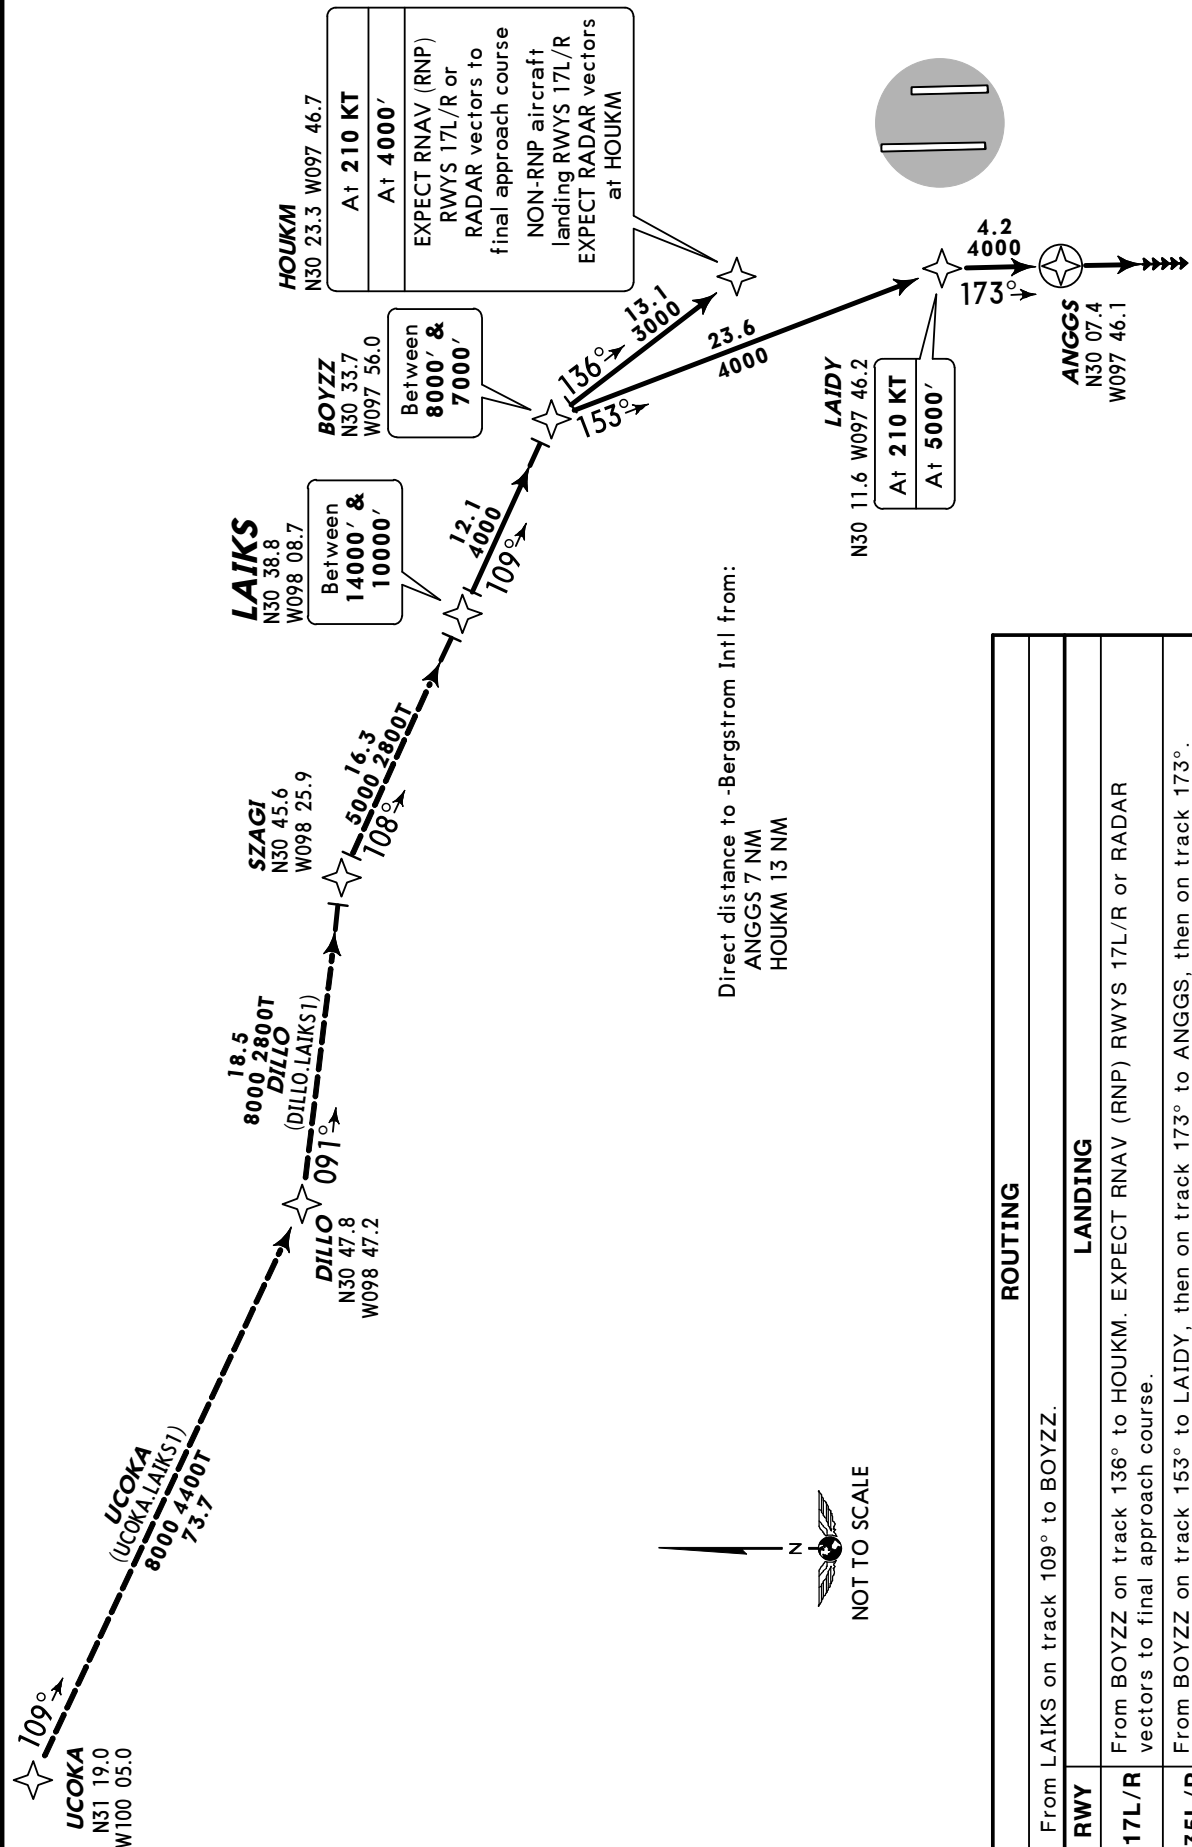 109°
UCOKA
N31 19.0
W100 05.0
UCOKA
(UCOKA.LAIKS1)
8000 4400T
73.7
DILLO
N30 47.8
W098 47.2
091°
18.5
8000 2800T
DILLO
(DILLO.LAIKS1)
SZAGI
N30 45.6
W098 25.9
16.3
5000 2800T
108°
LAIKS
N30 38.8
W098 08.7
Between
14000' &
10000'
12.1
4000
109°
BOYZZ
N30 33.7
W097 56.0
Between
8000' &
7000'
HOUKM
N30 23.3 W097 46.7
At 210 KT
At 4000'
EXPECT RNAV (RNP)
RWYS 17L/R or
RADAR vectors to
final approach course
NON-RNP aircraft
landing RWYS 17L/R
EXPECT RADAR vectors
at HOUKM
136°
13.1
3000
153°
23.6
4000
LAIDY
N30 11.6 W097 46.2
At 210 KT
At 5000'
173°
4.2
4000
ANGGS
N30 07.4
W097 46.1
Direct distance to -Bergstrom Intl from:
ANGGS 7 NM
HOUKM 13 NM
N
NOT TO SCALE
ROUTING
From LAIKS on track 109° to BOYZZ.
RWY
LANDING
17L/R
From BOYZZ on track 136° to HOUKM. EXPECT RNAV (RNP) RWYS 17L/R or RADAR
vectors to final approach course.
From BOYZZ on track 153° to LAIDY, then on track 173° to ANGGS, then on track 173°.